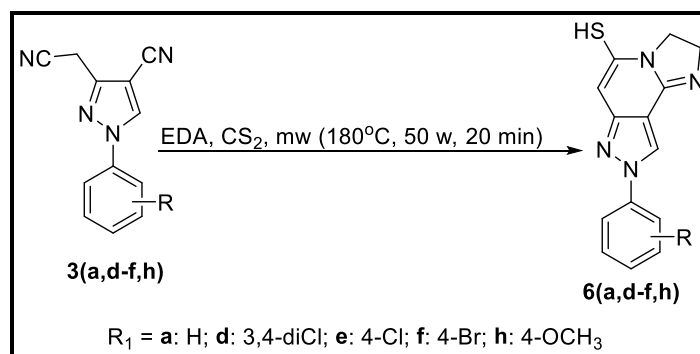 NC
CN
N
N
R
3(a,d-f,h)
EDA, CS₂, mw (180°C, 50 w, 20 min)
HS
N
N
N
N
R
6(a,d-f,h)
R₁ = a: H; d: 3,4-diCl; e: 4-Cl; f: 4-Br; h: 4-OCH₃